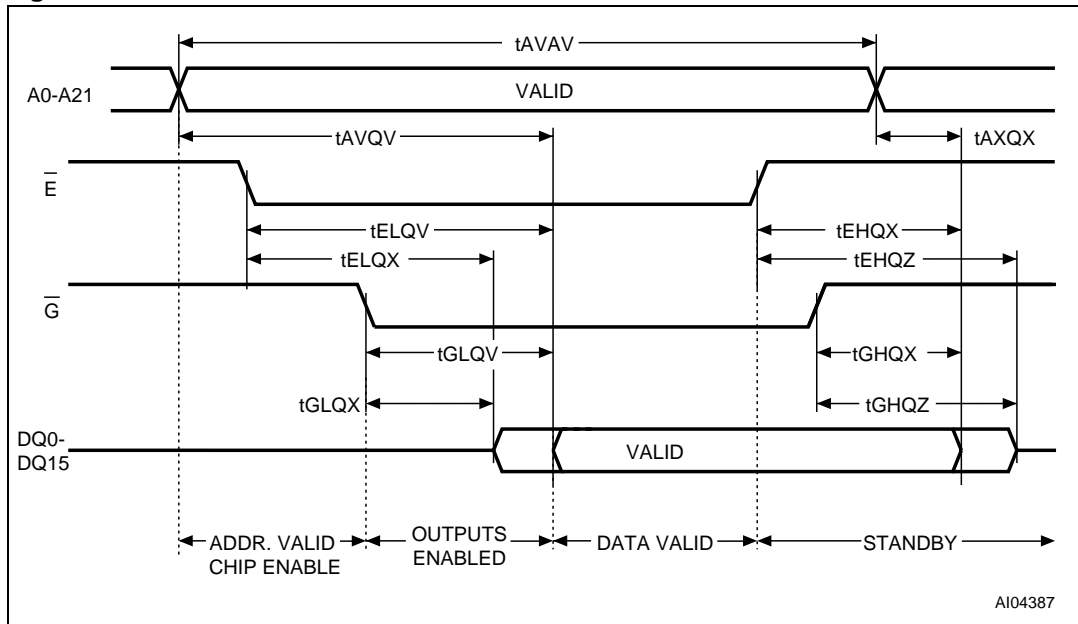 tAVAV
A0-A21
VALID
tAVQV
tAXQX
E
tELQV
tEHQX
tELQX
tEHQZ
G
tGLQV
tGHQX
tGLQX
tGHQZ
DQ0-
DQ15
VALID
ADDR. VALID
CHIP ENABLE
OUTPUTS
ENABLED
DATA VALID
STANDBY
AI04387